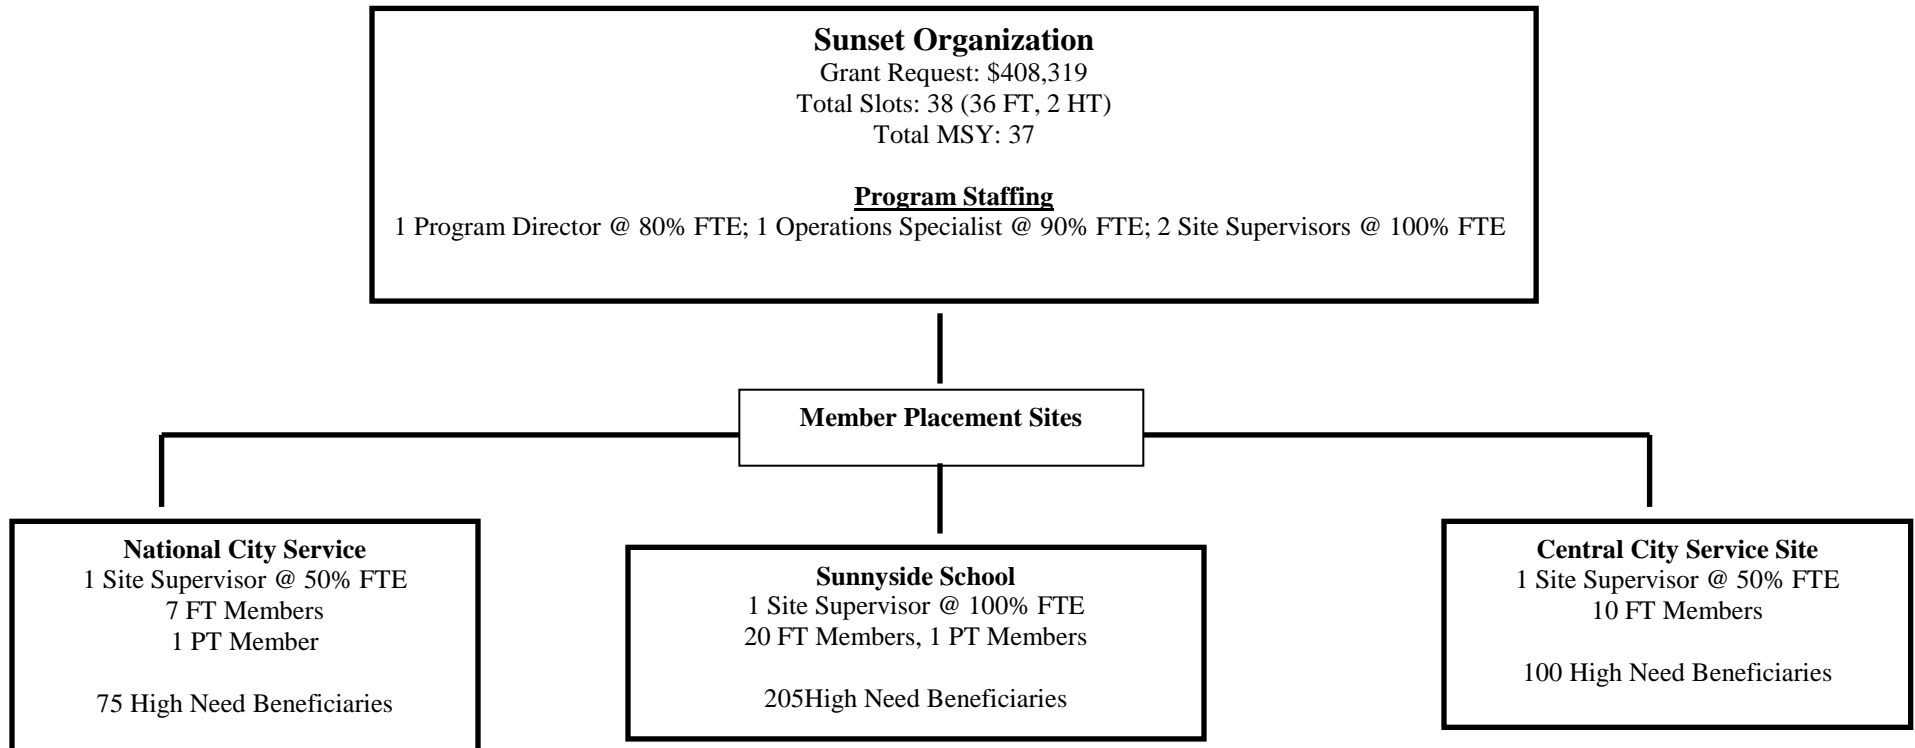 Sunset Organization
Grant Request: $408,319
Total Slots: 38 (36 FT, 2 HT)
Total MSY: 37
Program Staffing
1 Program Director @ 80% FTE; 1 Operations Specialist @ 90% FTE; 2 Site Supervisors @ 100% FTE
Member Placement Sites
National City Service
1 Site Supervisor @ 50% FTE
7 FT Members
1 PT Member
75 High Need Beneficiaries
Sunnyside School
1 Site Supervisor @ 100% FTE
20 FT Members, 1 PT Members
205High Need Beneficiaries
Central City Service Site
1 Site Supervisor @ 50% FTE
10 FT Members
100 High Need Beneficiaries